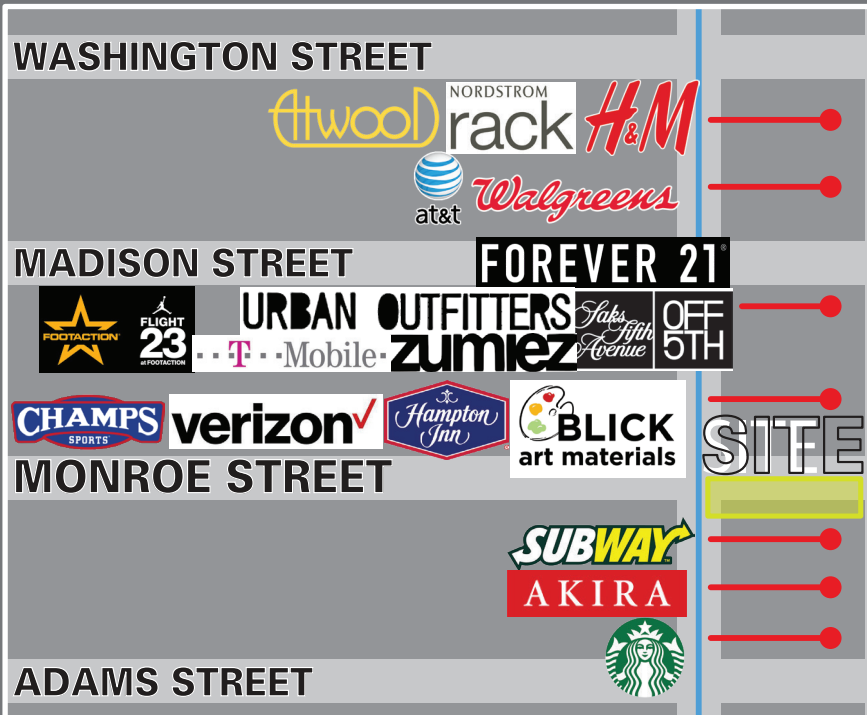 WASHINGTON STREET
Atwood
NORDSTROM
rack
H&M
at&t
Walgreens
MADISON STREET
FOREVER 21®
FOOTACTION®
FLIGHT
23
at FOOTACTION
URBAN OUTFITTERS
T · · Mobile ·
zumiez
Saks
Fifth
Avenue
OFF
5TH
CHAMPS
SPORTS
verizon
Hampton
Inn
BLICK
art materials
SITE
MONROE STREET
SUBWAY™
AKIRA
ADAMS STREET